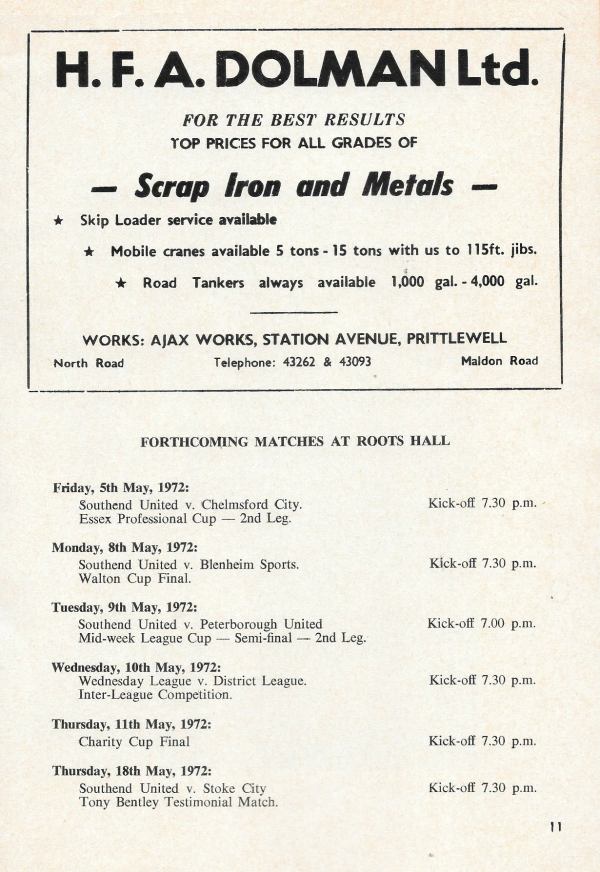 H. F. A. DOLMAN Ltd.
FOR THE BEST RESULTS
TOP PRICES FOR ALL GRADES OF
— Scrap Iron and Metals —
★ Skip Loader service available
★ Mobile cranes available 5 tons - 15 tons with us to 115ft. jibs.
★ Road Tankers always available 1,000 gal. - 4,000 gal.
WORKS: AJAX WORKS, STATION AVENUE, PRITTLEWELL
North Road Telephone: 43262 & 43093 Maldon Road
FORTHCOMING MATCHES AT ROOTS HALL
Friday, 5th May, 1972:
Southend United v. Chelmsford City. Kick-off 7.30 p.m.
Essex Professional Cup — 2nd Leg.
Monday, 8th May, 1972:
Southend United v. Blenheim Sports. Kick-off 7.30 p.m.
Walton Cup Final.
Tuesday, 9th May, 1972:
Southend United v. Peterborough United Kick-off 7.00 p.m.
Mid-week League Cup — Semi-final — 2nd Leg.
Wednesday, 10th May, 1972:
Wednesday League v. District League. Kick-off 7.30 p.m.
Inter-League Competition.
Thursday, 11th May, 1972:
Charity Cup Final Kick-off 7.30 p.m.
Thursday, 18th May, 1972:
Southend United v. Stoke City Kick-off 7.30 p.m.
Tony Bentley Testimonial Match.
11